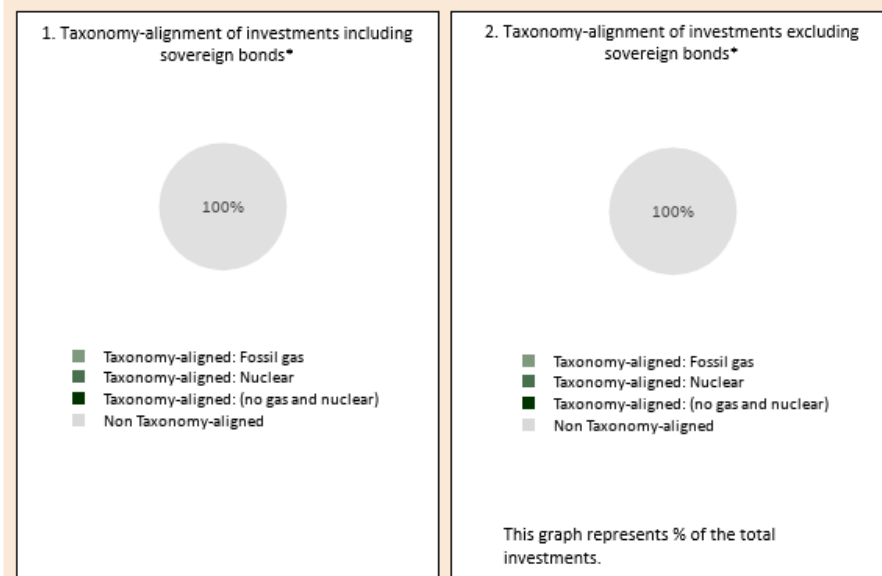 1. Taxonomy-alignment of investments including
sovereign bonds*
100%
Taxonomy-aligned: Fossil gas
Taxonomy-aligned: Nuclear
Taxonomy-aligned: (no gas and nuclear)
Non Taxonomy-aligned
2. Taxonomy-alignment of investments excluding
sovereign bonds*
100%
Taxonomy-aligned: Fossil gas
Taxonomy-aligned: Nuclear
Taxonomy-aligned: (no gas and nuclear)
Non Taxonomy-aligned
This graph represents % of the total
investments.